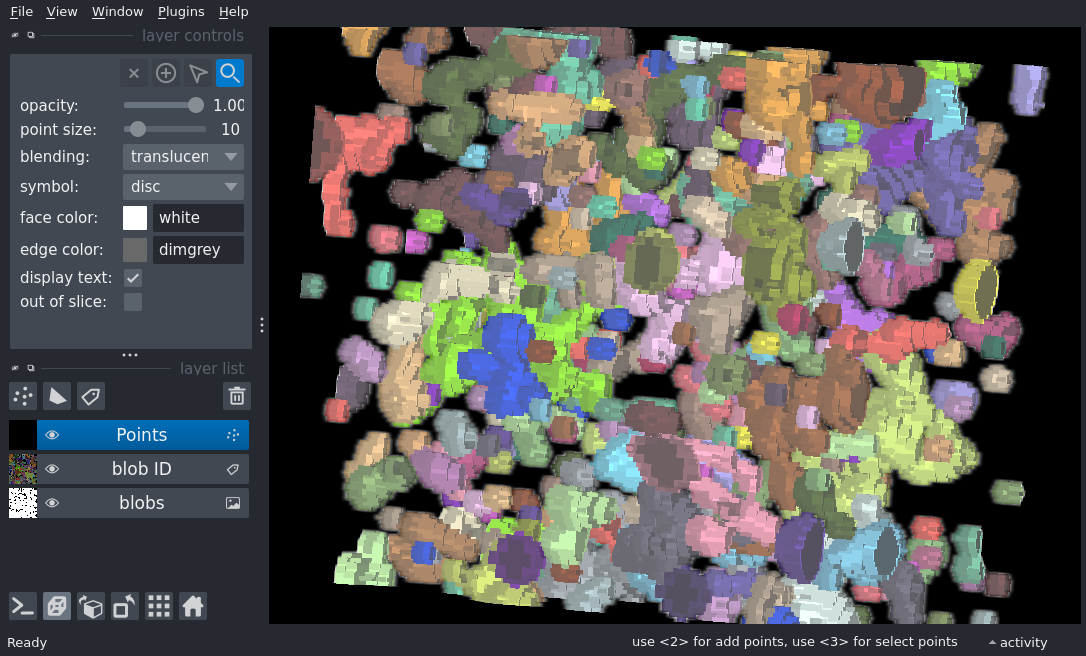 File View Window Plugins Help
layer controls
opacity: 1.00
point size: 10
blending: translucen
symbol: disc
face color: white
edge color: dimgrey
display text:
out of slice:
layer list
Points
blob ID
blobs
Ready use <2> for add points, use <3> for select points activity